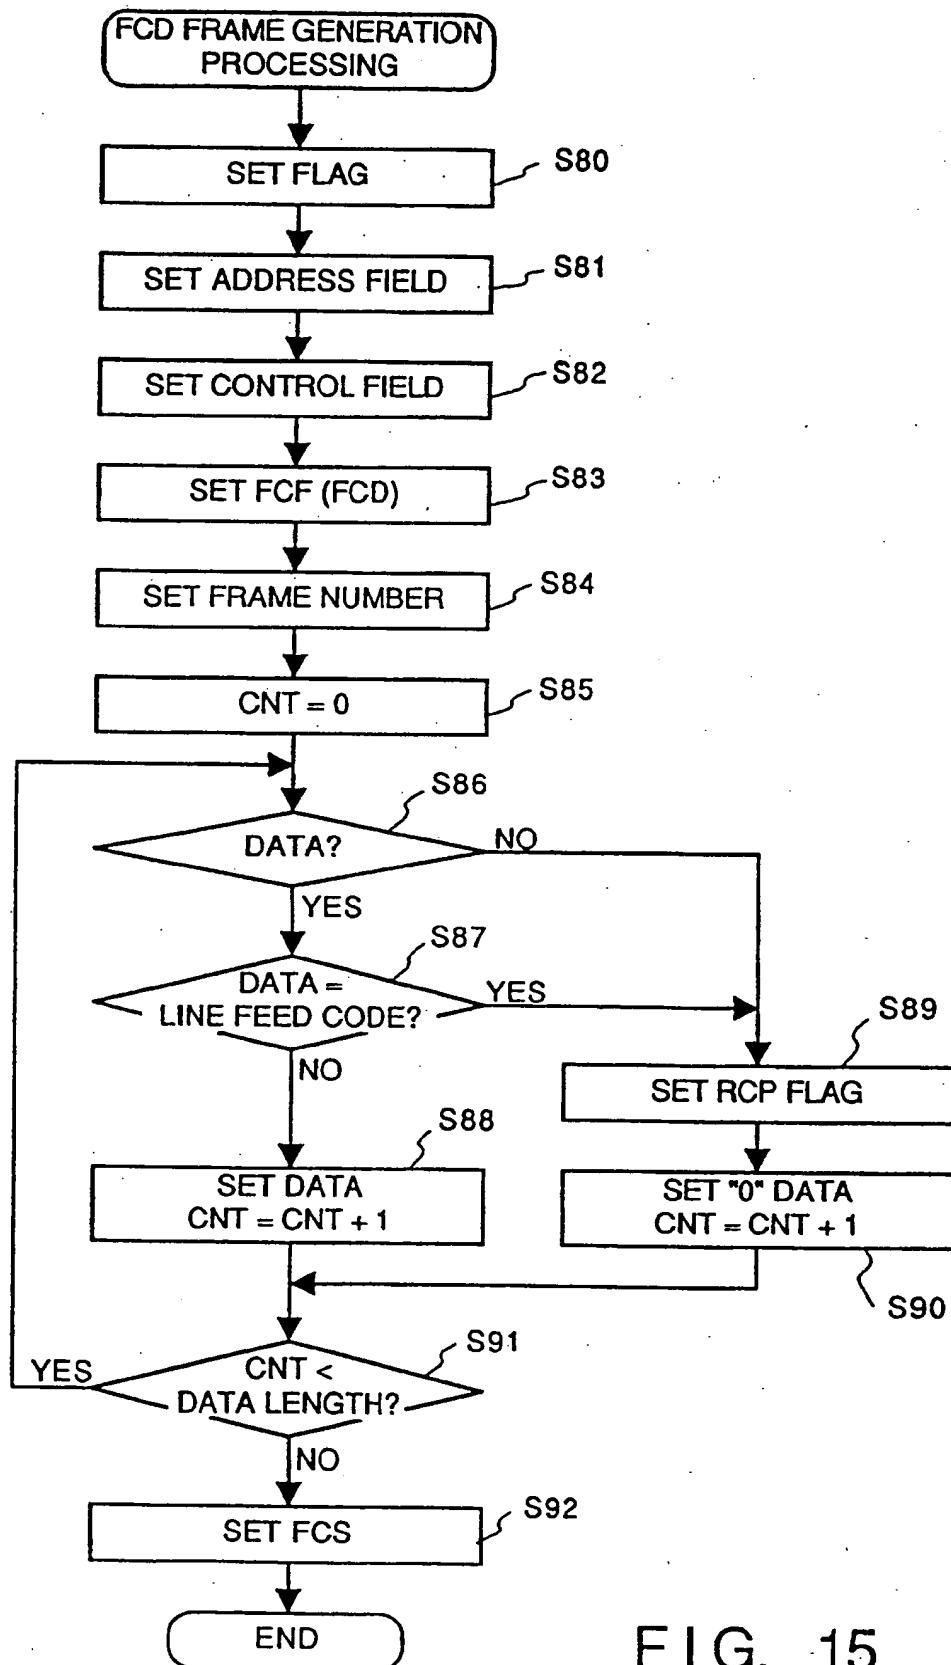 FCD FRAME GENERATION
PROCESSING
SET FLAG
S80
SET ADDRESS FIELD
S81
SET CONTROL FIELD
S82
SET FCF (FCD)
S83
SET FRAME NUMBER
S84
CNT = 0
S85
S86
DATA?
NO
YES
S87
DATA =
LINE FEED CODE?
YES
NO
S89
SET RCP FLAG
S88
SET DATA
CNT = CNT + 1
SET "0" DATA
CNT = CNT + 1
S90
S91
YES
CNT <
DATA LENGTH?
NO
SET FCS
S92
END
FIG. 15